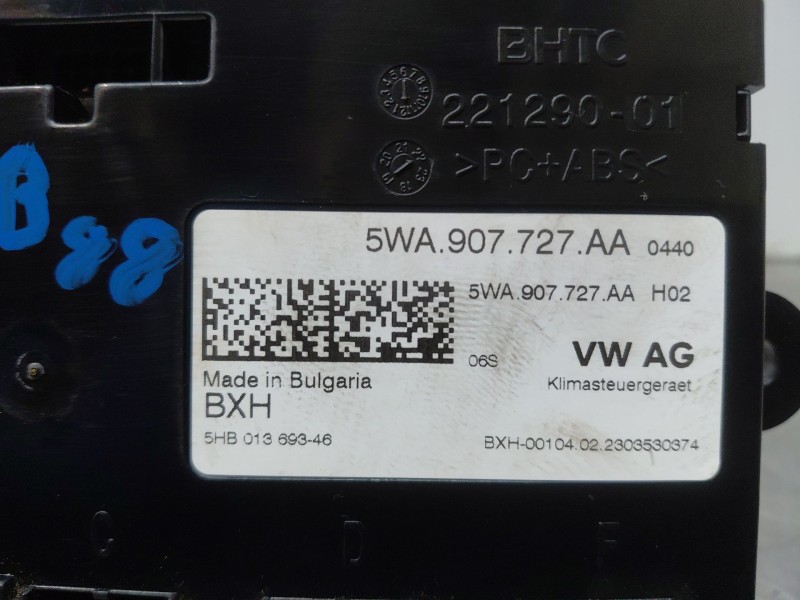 BHTC
221290-01
>PC+ABS<
B 88
5WA.907.727.AA 0440
5WA.907.727.AA H02
06S
VW AG
Made in Bulgaria
Klimasteuergeraet
BXH
5HB 013 693-46
BXH-00104.02.2303530374
C D F